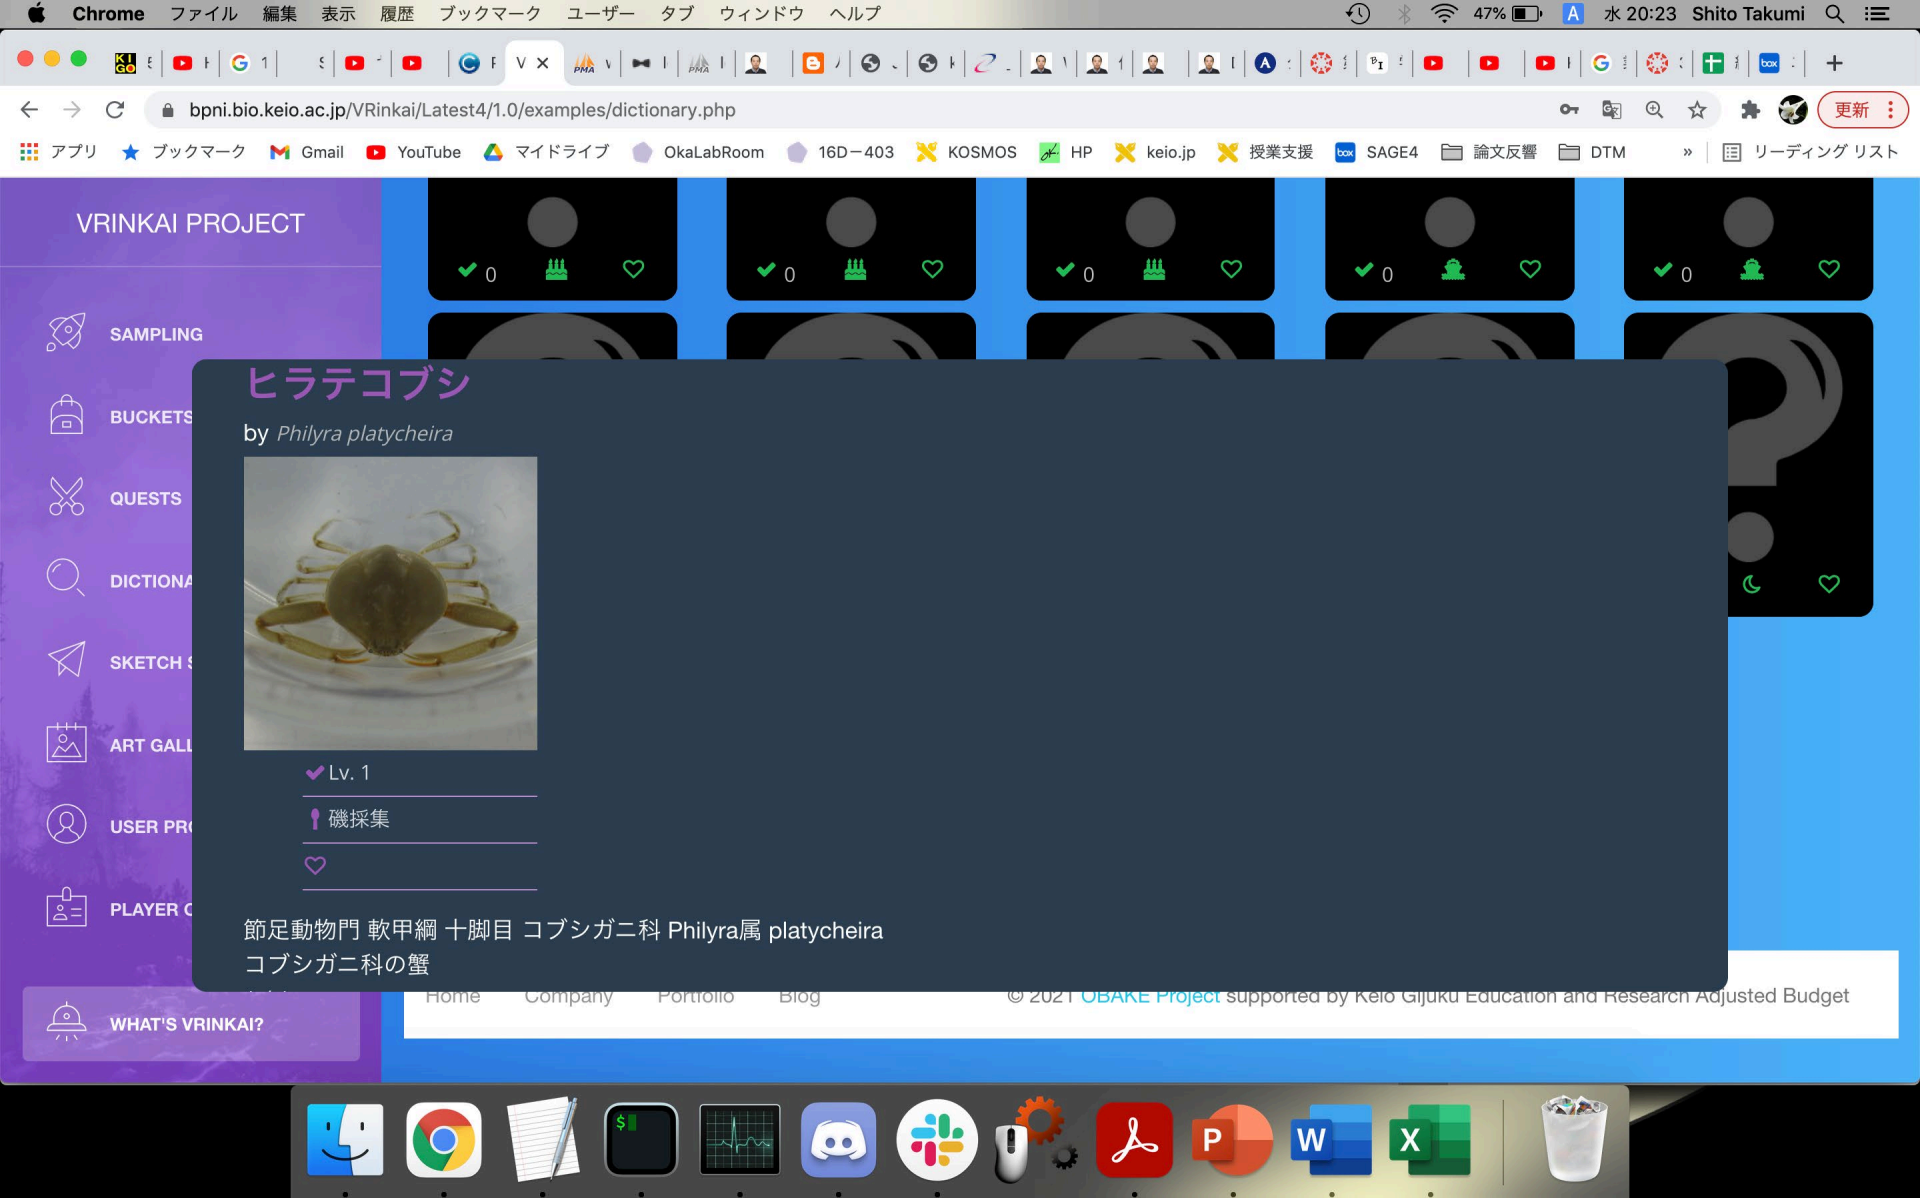 Chrome ファイル 編集 表示 履歴 ブックマーク ユーザー タブ ウィンドウ ヘルプ 47% A 水 20:23 Shito Takumi
bpni.bio.keio.ac.jp/VRinkai/Latest4/1.0/examples/dictionary.php 更新
アプリ ブックマーク Gmail YouTube マイドライブ OkaLabRoom 16D－403 KOSMOS HP keio.jp 授業支援 SAGE4 論文反響 DTM » リーディング リスト
VRINKAI PROJECT
0 0 0 0 0
SAMPLING
BUCKETS
QUESTS
DICTIONA
SKETCH S
ART GALL
USER PRO
PLAYER C
WHAT'S VRINKAI?
ヒラテコブシ
by Philyra platycheira
Lv. 1
磯採集
節足動物門 軟甲綱 十脚目 コブシガニ科 Philyra属 platycheira
コブシガニ科の蟹
Home Company Portfolio Blog © 2021 OBAKE Project supported by Keio Gijuku Education and Research Adjusted Budget